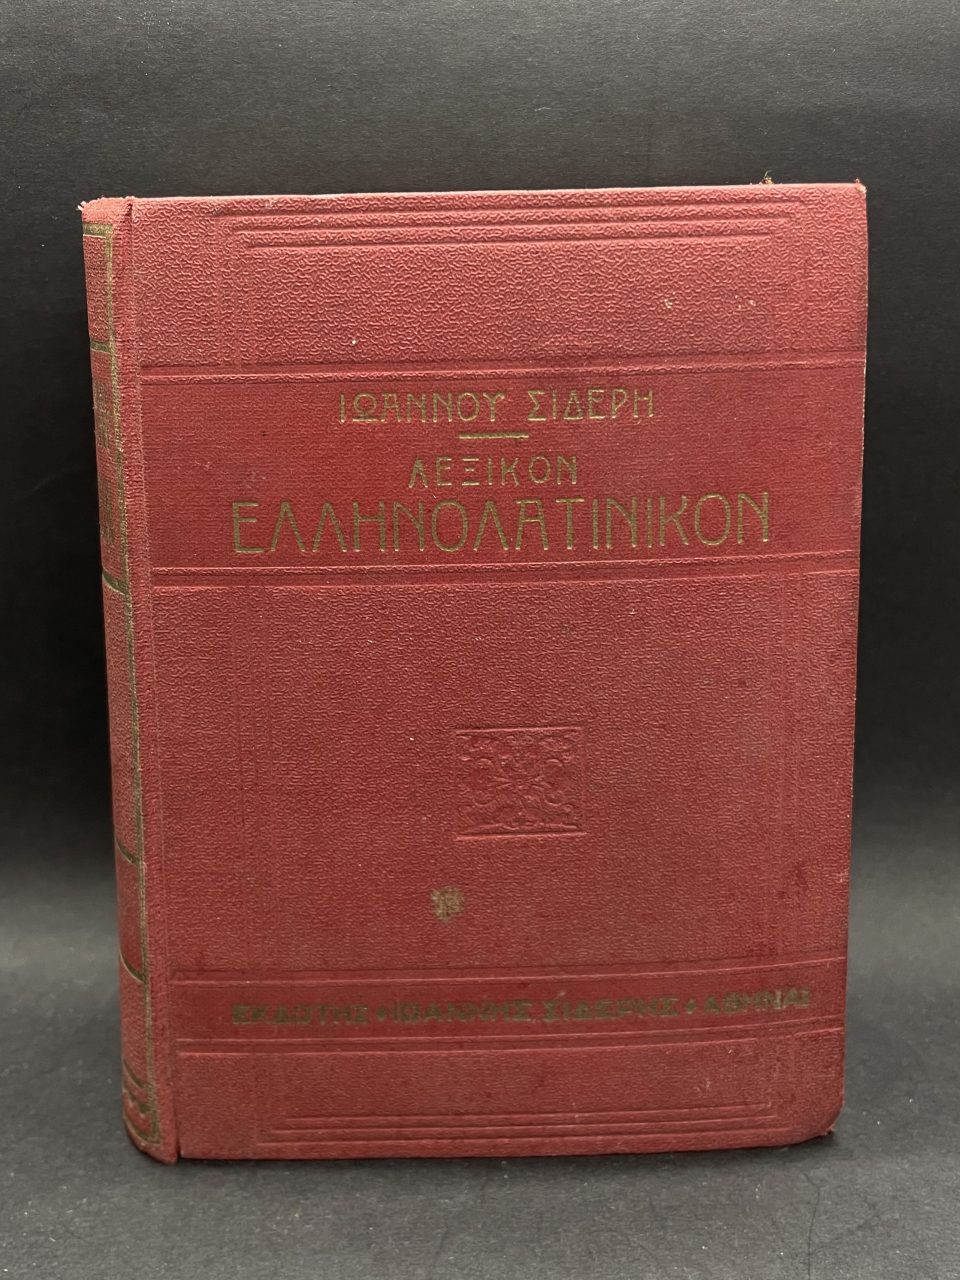 ΙΩΑΝΝΟΥ ΣΙΔΕΡΗ
ΛΕΞΙΚΟΝ
ΕΛΛΗΝΟΛΑΤΙΝΙΚΟΝ
ΕΚΔΟΤΗΣ • ΙΩΑΝΝΗΣ ΣΙΔΕΡΗΣ • ΑΘΗΝΑΙ